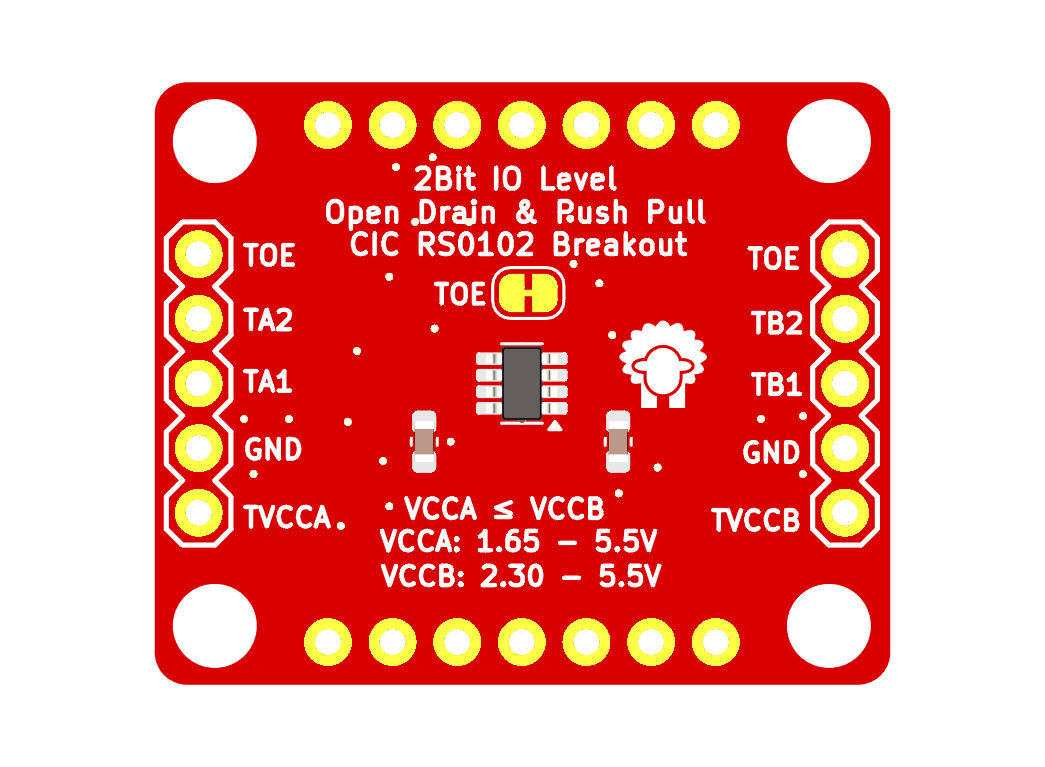 2Bit IO Level
Open Drain & Push Pull
CIC RS0102 Breakout
TOE
TOE
TA2
TA1
GND
TVCCA
TOE
TB2
TB1
GND
TVCCB
VCCA ≤ VCCB
VCCA: 1.65 – 5.5V
VCCB: 2.30 – 5.5V